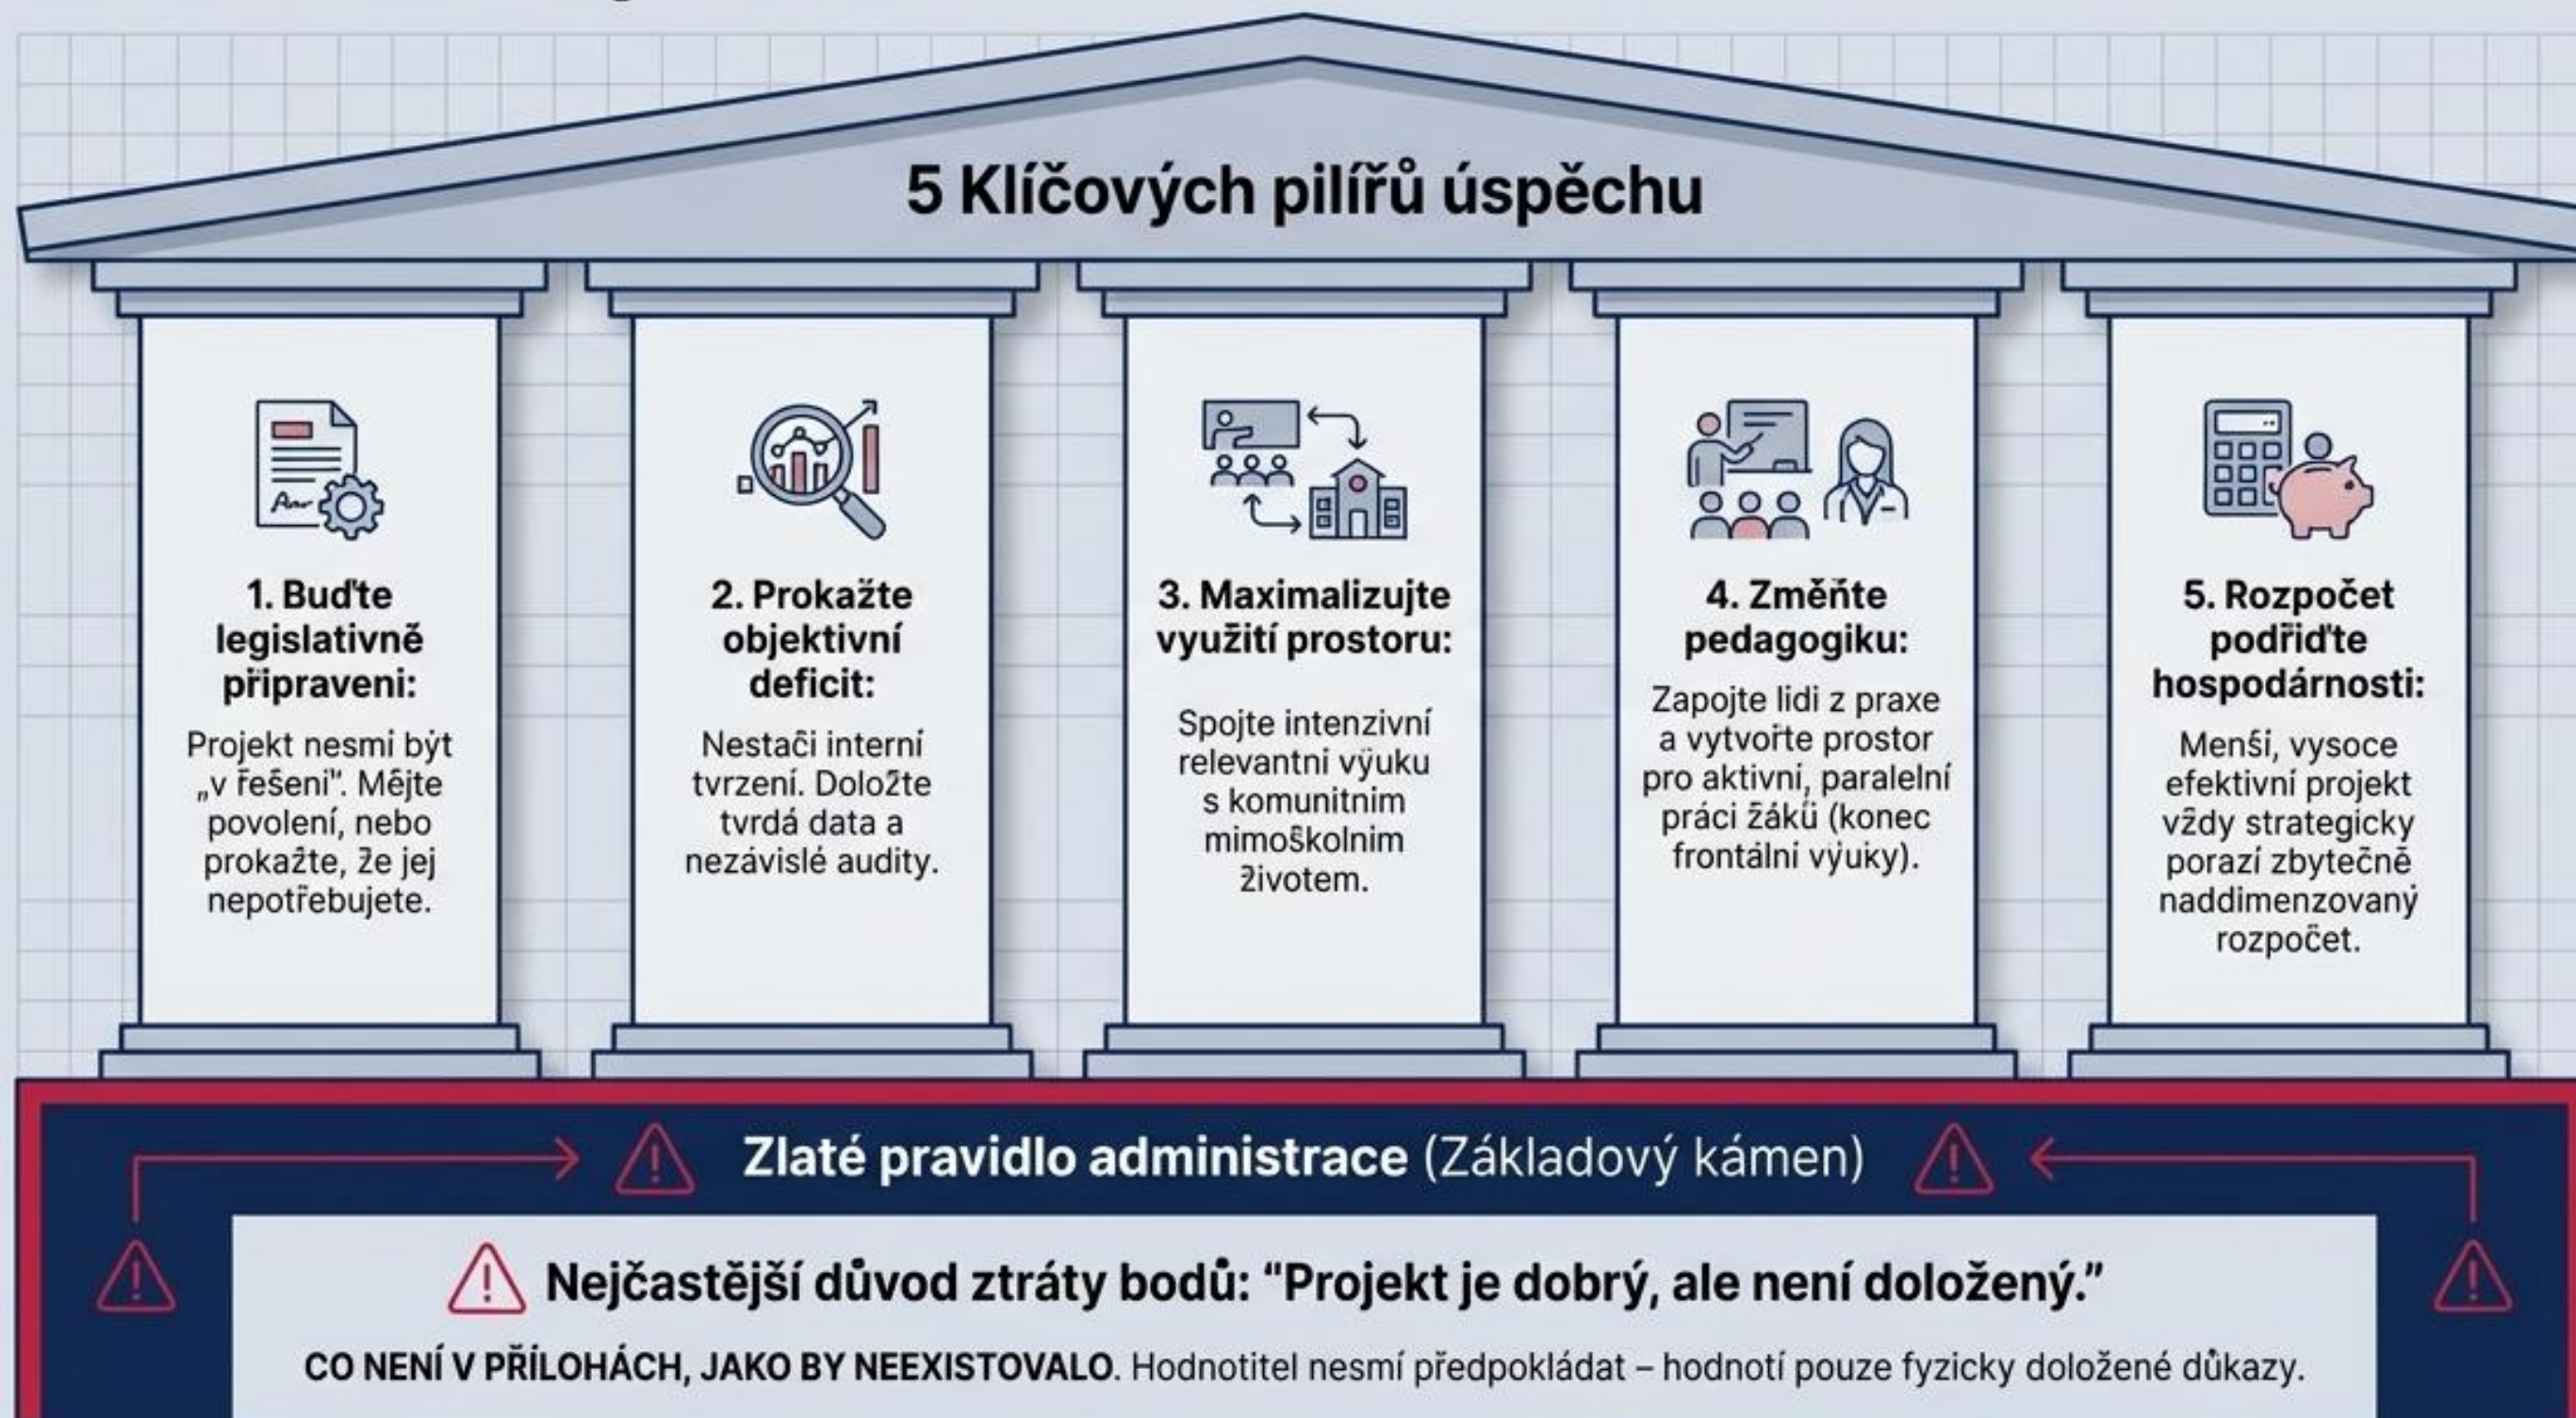 5 Klíčových pilířů úspěchu
1. Buďte
legislativně
připraveni:
Projekt nesmí být
„v řešení". Mějte
povolení, nebo
prokažte, že jej
nepotřebujete.
2. Prokažte
objektivní
deficit:
Nestačí interní
tvrzení. Doložte
tvrdá data a
nezávislé audity.
3. Maximalizujte
využití prostoru:
Spojte intenzivní
relevantní výuku
s komunitním
mimoškolním
životem.
4. Změňte
pedagogiku:
Zapojte lidi z praxe
a vytvořte prostor
pro aktivní, paralelní
práci žáků (konec
frontální výuky).
5. Rozpočet
podřiďte
hospodárnosti:
Menší, vysoce
efektivní projekt
vždy strategicky
porazí zbytečně
naddimenzovaný
rozpočet.
Zlaté pravidlo administrace (Základový kámen)
Nejčastější důvod ztráty bodů: “Projekt je dobrý, ale není doložený.”
CO NENÍ V PŘÍLOHÁCH, JAKO BY NEEXISTOVALO. Hodnotitel nesmí předpokládat – hodnotí pouze fyzicky doložené důkazy.